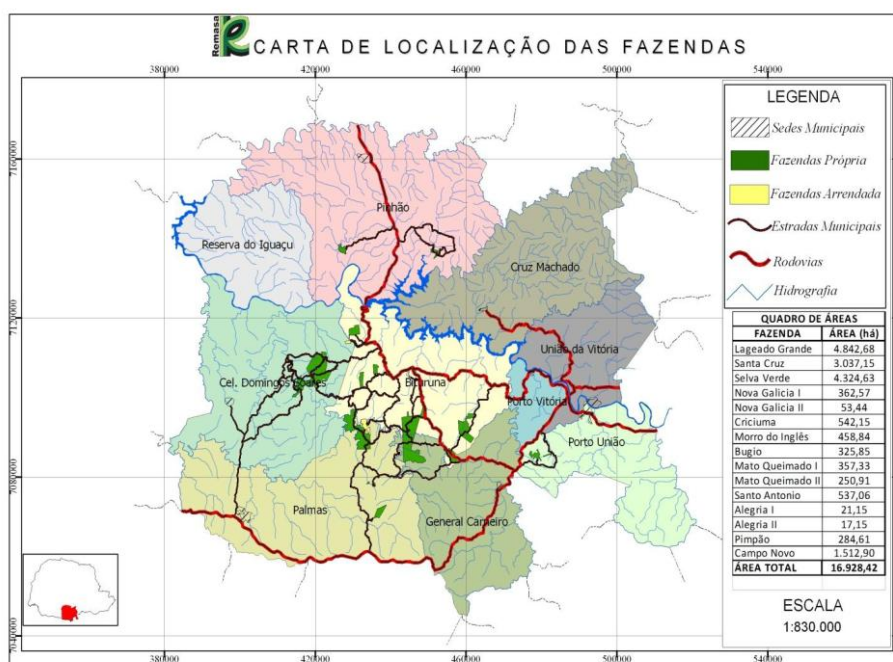 Remasa
CARTA DE LOCALIZAÇÃO DAS FAZENDAS
380000 420000 460000 500000 540000
7160000
7120000
7080000
7040000
Pinhão
Reserva do Iguaçu
Cruz Machado
União da Vitória
Cel. Domingos Soares
Bituruna
Porto Vitória
Porto União
Palmas
General Carneiro
380000 420000 460000 500000 540000
LEGENDA
Sedes Municipais
Fazendas Própria
Fazendas Arrendada
Estradas Municipais
Rodovias
Hidrografia
QUADRO DE ÁREAS
FAZENDA ÁREA (há)
Lageado Grande 4.842,68
Santa Cruz 3.037,15
Selva Verde 4.324,63
Nova Galicia I 362,57
Nova Galicia II 53,44
Criciuma 542,15
Morro do Inglês 458,84
Bugio 325,85
Mato Queimado I 357,33
Mato Queimado II 250,91
Santo Antonio 537,06
Alegria I 21,15
Alegria II 17,15
Pimpão 284,61
Campo Novo 1.512,90
ÁREA TOTAL 16.928,42
ESCALA
1:830.000